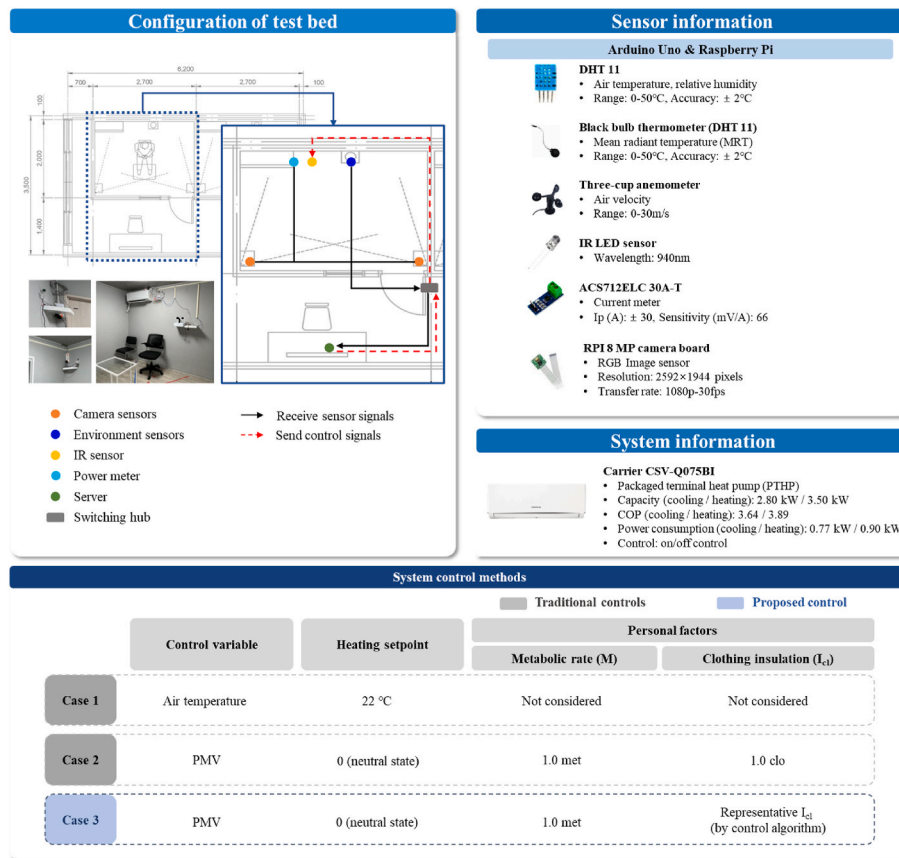 Configuration of test bed
6,200
700
2,700
2,700
100
100
2,000
3,500
1,400
Camera sensors
Environment sensors
IR sensor
Power meter
Server
Switching hub
Receive sensor signals
Send control signals
Sensor information
Arduino Uno & Raspberry Pi
DHT 11
• Air temperature, relative humidity
• Range: 0-50℃, Accuracy: ± 2℃
Black bulb thermometer (DHT 11)
• Mean radiant temperature (MRT)
• Range: 0-50℃, Accuracy: ± 2℃
Three-cup anemometer
• Air velocity
• Range: 0-30m/s
IR LED sensor
• Wavelength: 940nm
ACS712ELC 30A-T
• Current meter
• Ip (A): ± 30, Sensitivity (mV/A): 66
RPI 8 MP camera board
• RGB Image sensor
• Resolution: 2592×1944 pixels
• Transfer rate: 1080p-30fps
System information
Carrier CSV-Q075BI
• Packaged terminal heat pump (PTHP)
• Capacity (cooling / heating): 2.80 kW / 3.50 kW
• COP (cooling / heating): 3.64 / 3.89
• Power consumption (cooling / heating): 0.77 kW / 0.90 kW
• Control: on/off control
System control methods
Traditional controls
Proposed control
Control variable
Heating setpoint
Personal factors
Metabolic rate (M)
Clothing insulation (Icl)
Case 1
Air temperature
22 ℃
Not considered
Not considered
Case 2
PMV
0 (neutral state)
1.0 met
1.0 clo
Case 3
PMV
0 (neutral state)
1.0 met
Representative Icl
(by control algorithm)